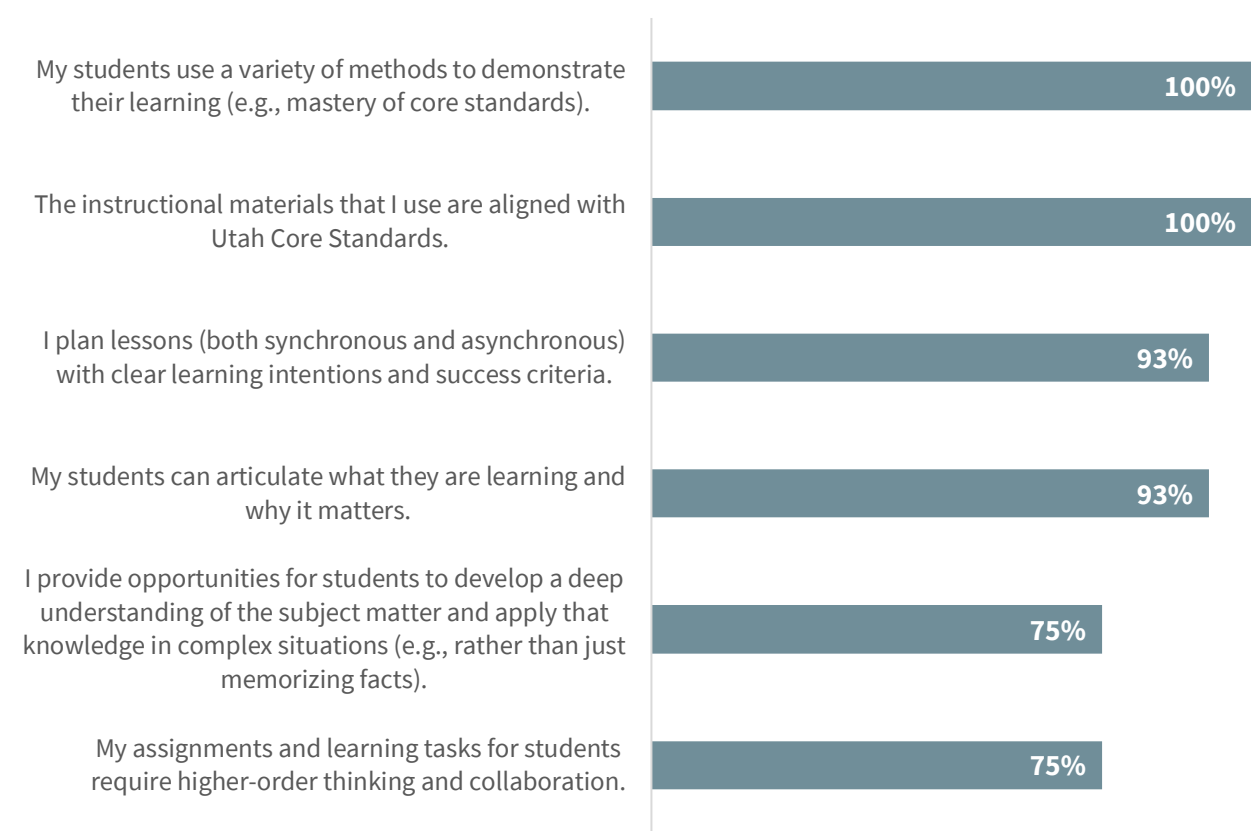 My students use a variety of methods to demonstrate
their learning (e.g., mastery of core standards).
100%
The instructional materials that I use are aligned with
Utah Core Standards.
100%
I plan lessons (both synchronous and asynchronous)
with clear learning intentions and success criteria.
93%
My students can articulate what they are learning and
why it matters.
93%
I provide opportunities for students to develop a deep
understanding of the subject matter and apply that
knowledge in complex situations (e.g., rather than just
memorizing facts).
75%
My assignments and learning tasks for students
require higher-order thinking and collaboration.
75%